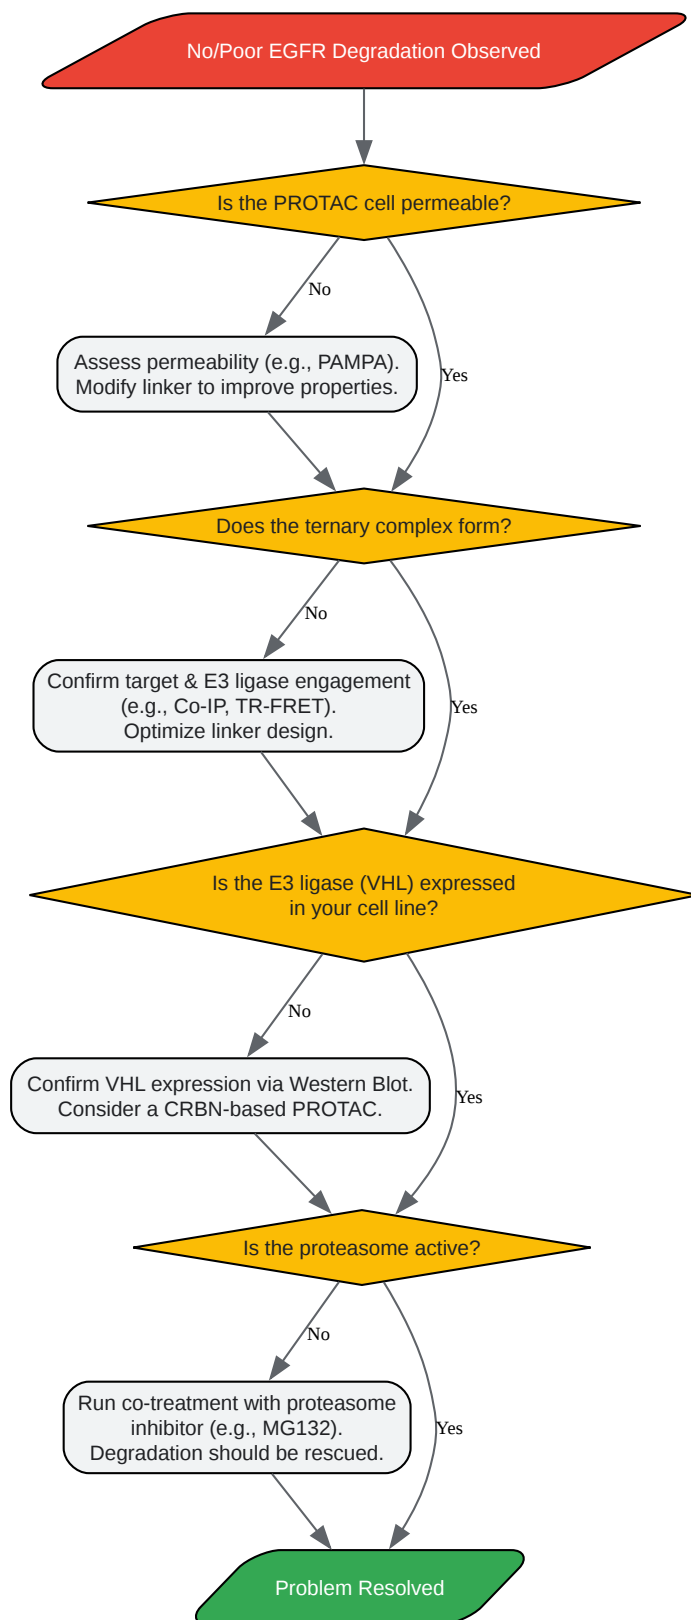 No/Poor EGFR Degradation Observed
Is the PROTAC cell permeable?
No
Assess permeability (e.g., PAMPA).
Modify linker to improve properties.
Yes
Does the ternary complex form?
No
Confirm target & E3 ligase engagement
(e.g., Co-IP, TR-FRET).
Optimize linker design.
Yes
Is the E3 ligase (VHL) expressed
in your cell line?
No
Confirm VHL expression via Western Blot.
Consider a CRBN-based PROTAC.
Yes
Is the proteasome active?
No
Run co-treatment with proteasome
inhibitor (e.g., MG132).
Degradation should be rescued.
Yes
Problem Resolved